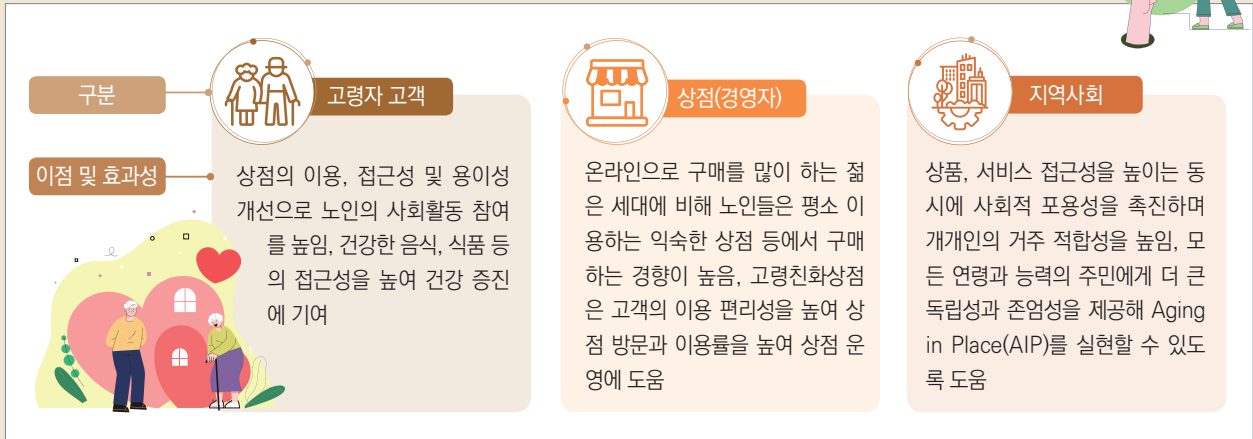 구분
이점 및 효과성
고령자 고객
상점의 이용, 접근성 및 용이성
개선으로 노인의 사회활동 참여
를 높임, 건강한 음식, 식품 등
의 접근성을 높여 건강 증진
에 기여
상점(경영자)
온라인으로 구매를 많이 하는 젊
은 세대에 비해 노인들은 평소 이
용하는 익숙한 상점 등에서 구매
하는 경향이 높음, 고령친화상점
은 고객의 이용 편리성을 높여 상
점 방문과 이용률을 높여 상점 운
영에 도움
지역사회
상품, 서비스 접근성을 높이는 동
시에 사회적 포용성을 촉진하며
개개인의 거주 적합성을 높임, 모
든 연령과 능력의 주민에게 더 큰
독립성과 존엄성을 제공해 Aging
in Place(AIP)를 실현할 수 있도
록 도움